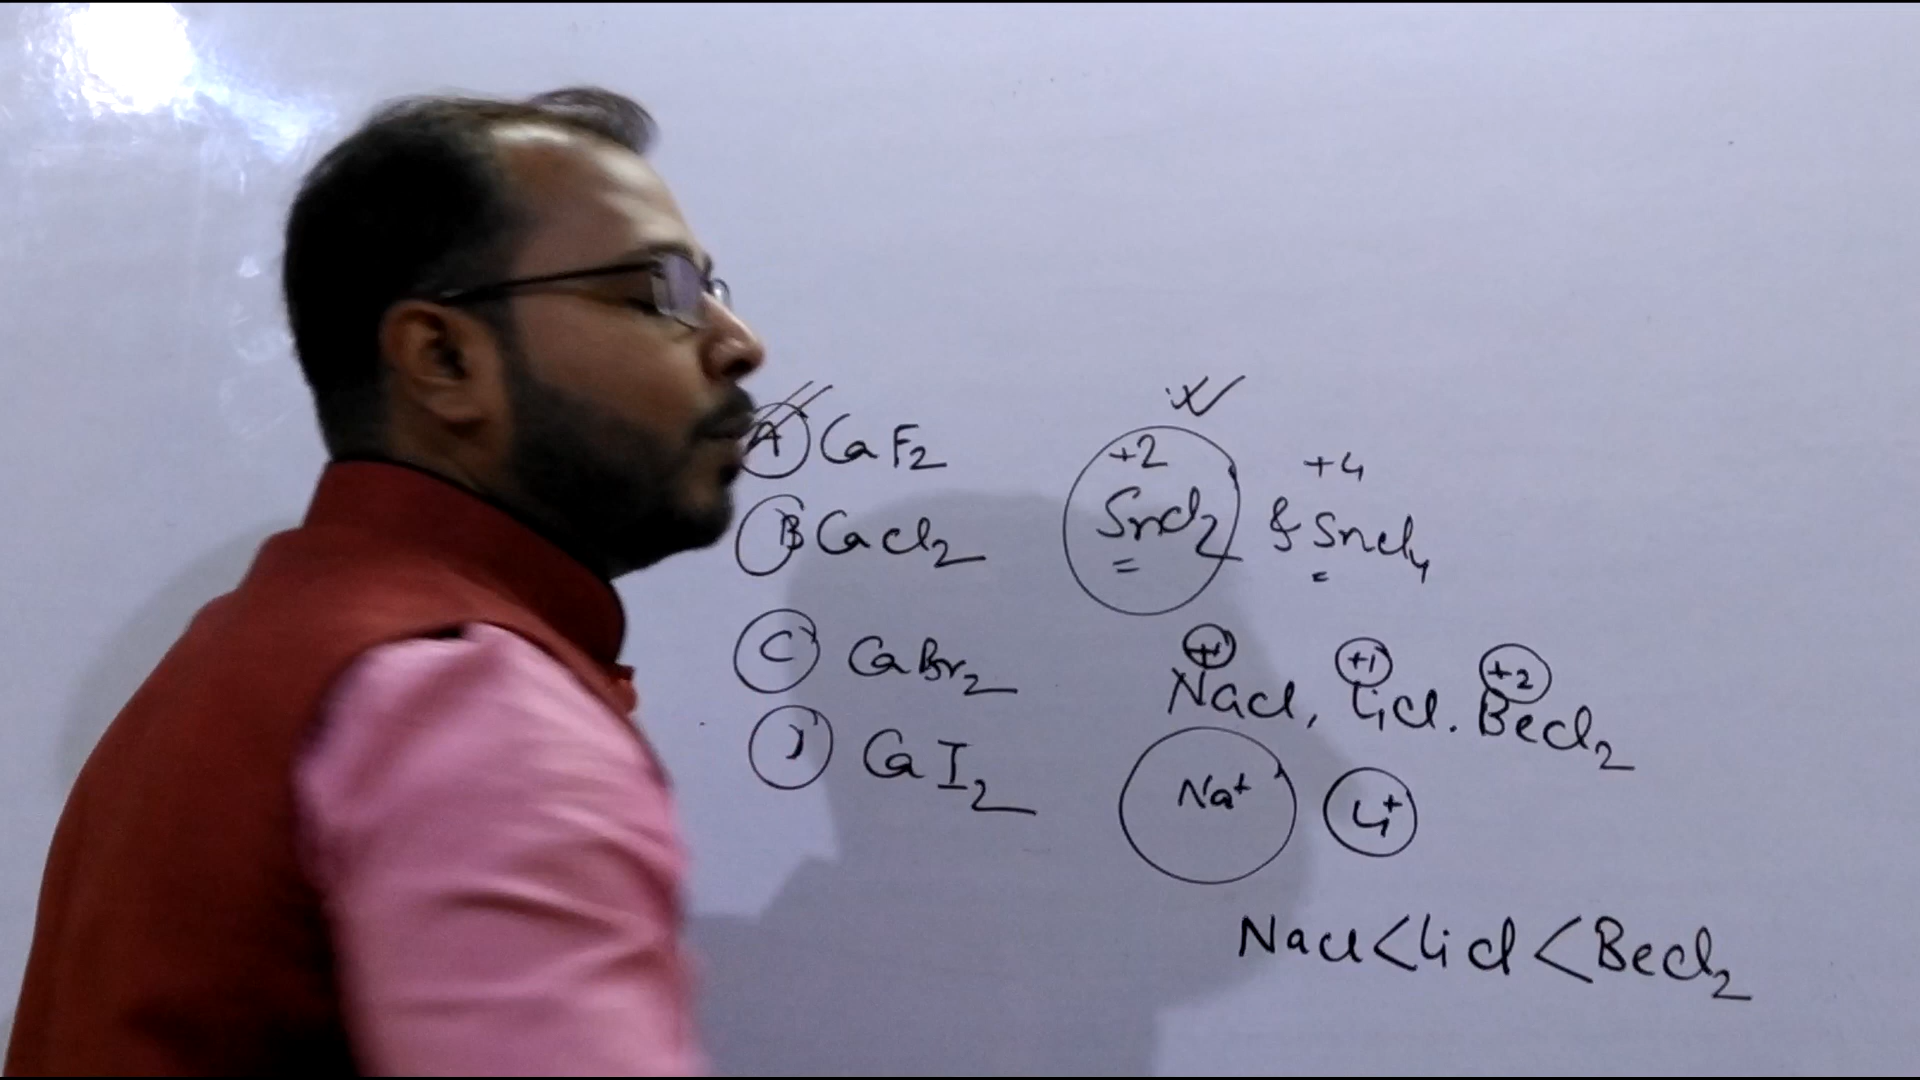 A CaF2
B CaCl2
C CaBr2
CaI2
+2 +4
SnCl2 & SnCl4
+1 +1 +2
NaCl, LiCl. BeCl2
Na+ Li+
NaCl < LiCl < BeCl2